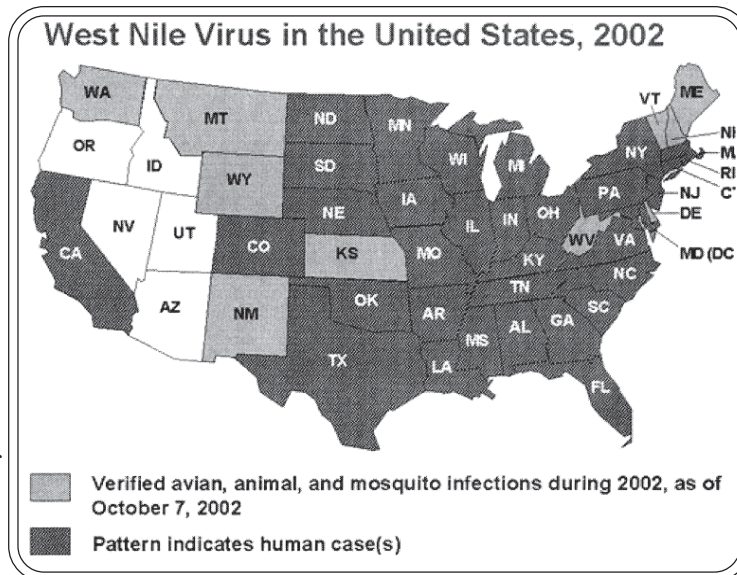 West Nile Virus in the United States, 2002
WA
MT
ND
MN
VT
ME
OR
ID
WY
SD
WI
MI
NY
NV
UT
CO
NE
IA
IL
IN
OH
PA
NJ
DE
MD (DC
RI
CA
KS
MO
KY
WV
VA
NC
AZ
NM
OK
AR
TN
SC
TX
LA
MS
AL
GA
FL
Verified avian, animal, and mosquito infections during 2002, as of
October 7, 2002
Pattern indicates human case(s)